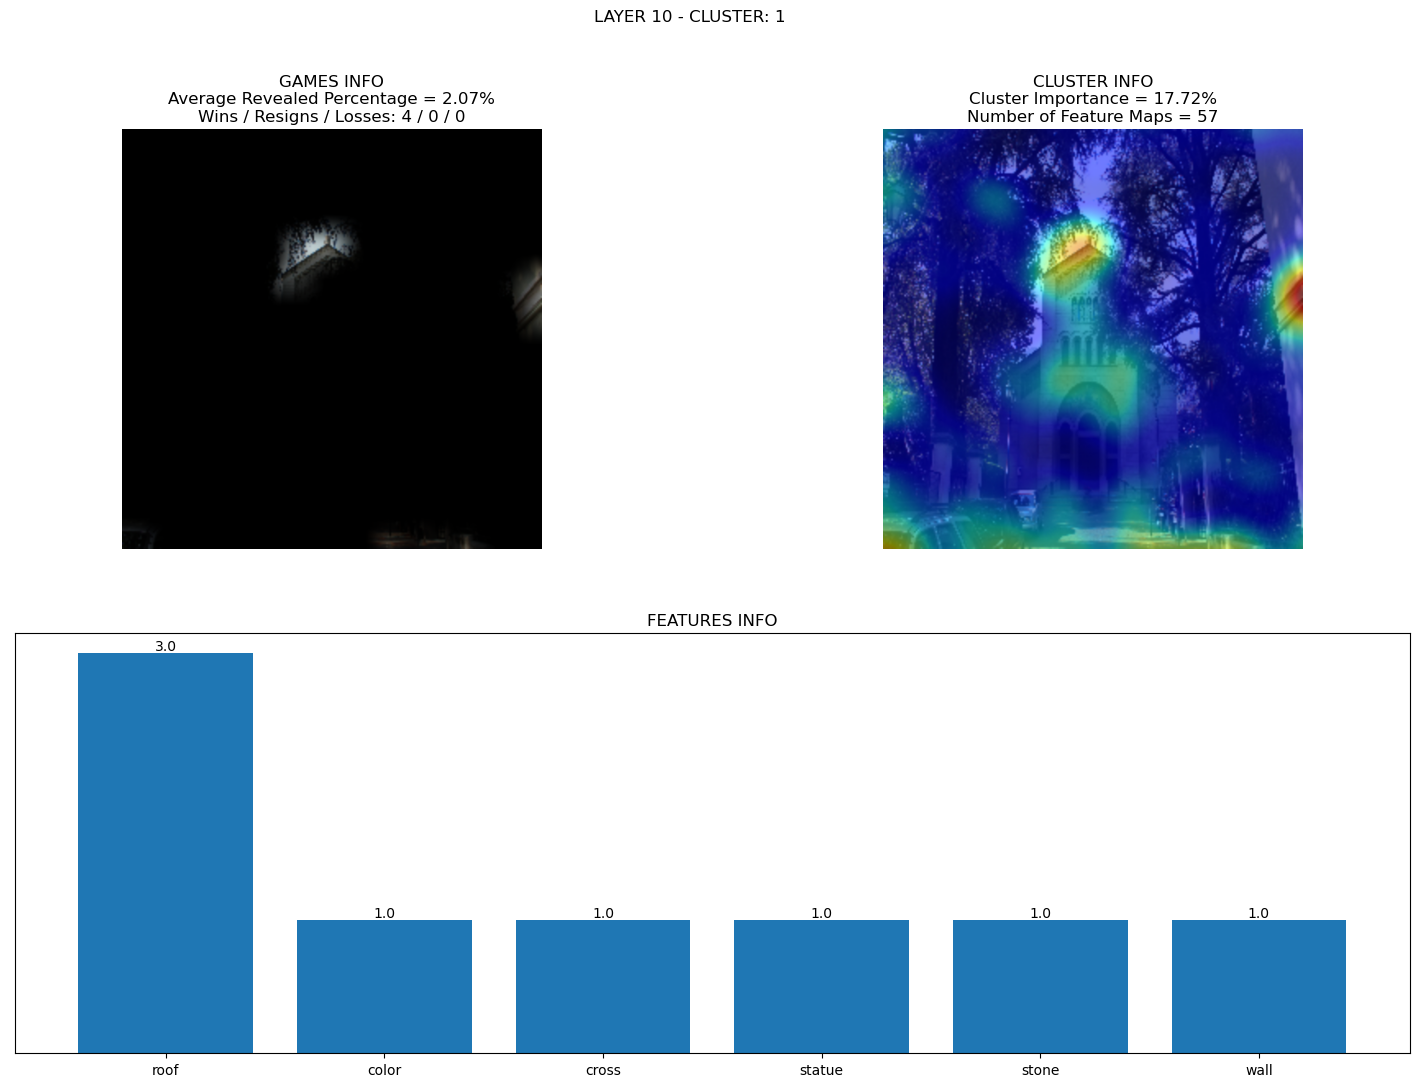 LAYER 10 - CLUSTER: 1
GAMES INFO
Average Revealed Percentage = 2.07%
Wins / Resigns / Losses: 4 / 0 / 0
CLUSTER INFO
Cluster Importance = 17.72%
Number of Feature Maps = 57
FEATURES INFO
3.0
1.0
1.0
1.0
1.0
1.0
roof
color
cross
statue
stone
wall